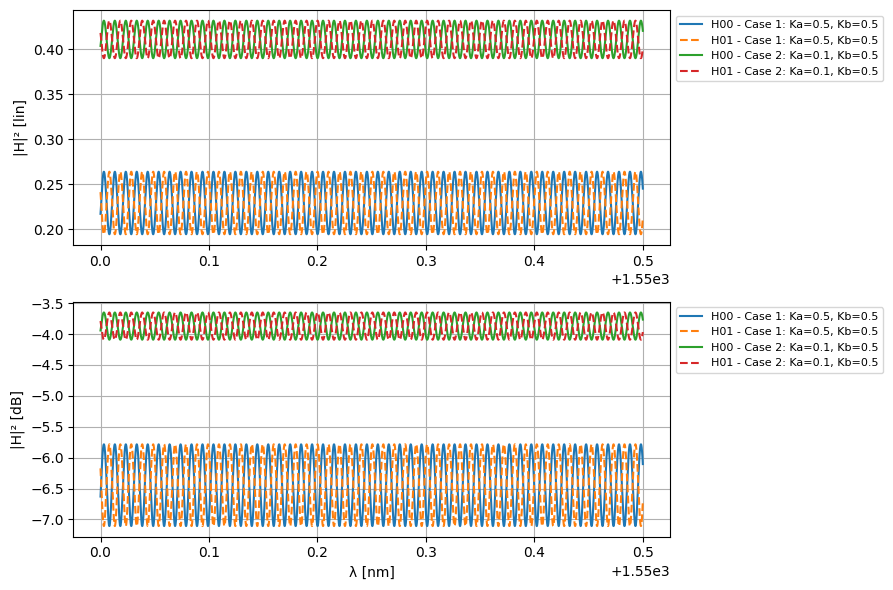 |H|² [lin]
0.40
0.35
0.30
0.25
0.20
0.0 0.1 0.2 0.3 0.4 0.5
+1.55e3
H00 - Case 1: Ka=0.5, Kb=0.5
H01 - Case 1: Ka=0.5, Kb=0.5
H00 - Case 2: Ka=0.1, Kb=0.5
H01 - Case 2: Ka=0.1, Kb=0.5
|H|² [dB]
−3.5
−4.0
−4.5
−5.0
−5.5
−6.0
−6.5
−7.0
0.0 0.1 0.2 0.3 0.4 0.5
λ [nm]
+1.55e3
H00 - Case 1: Ka=0.5, Kb=0.5
H01 - Case 1: Ka=0.5, Kb=0.5
H00 - Case 2: Ka=0.1, Kb=0.5
H01 - Case 2: Ka=0.1, Kb=0.5